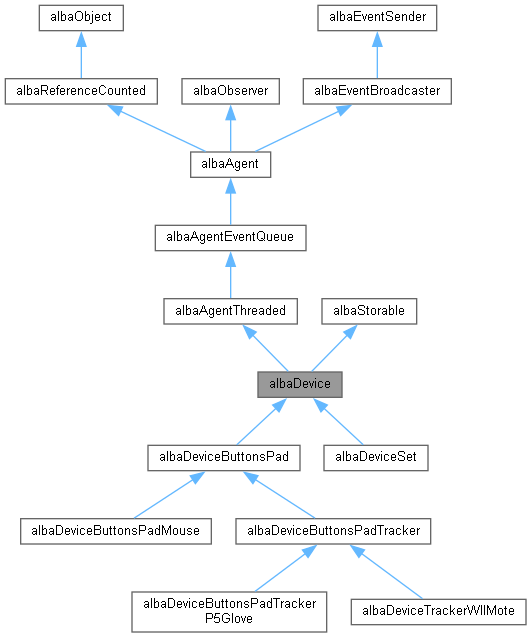 albaObject
albaEventSender
albaReferenceCounted
albaObserver
albaEventBroadcaster
albaAgent
albaAgentEventQueue
albaAgentThreaded
albaStorable
albaDevice
albaDeviceButtonsPad
albaDeviceSet
albaDeviceButtonsPadMouse
albaDeviceButtonsPadTracker
albaDeviceButtonsPadTracker
P5Glove
albaDeviceTrackerWIIMote